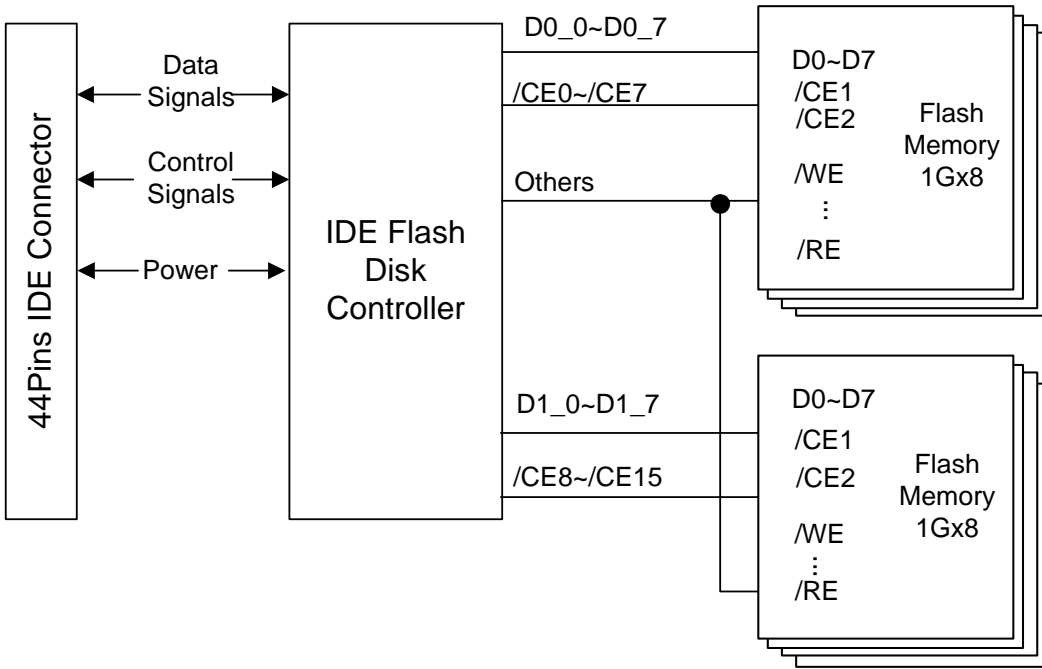 44Pins IDE Connector
Data
Signals
Control
Signals
Power
IDE Flash
Disk
Controller
D0_0~D0_7
/CE0~/CE7
Others
D1_0~D1_7
/CE8~/CE15
D0~D7
/CE1
/CE2
/WE
...
/RE
Flash
Memory
1Gx8
D0~D7
/CE1
/CE2
/WE
...
/RE
Flash
Memory
1Gx8